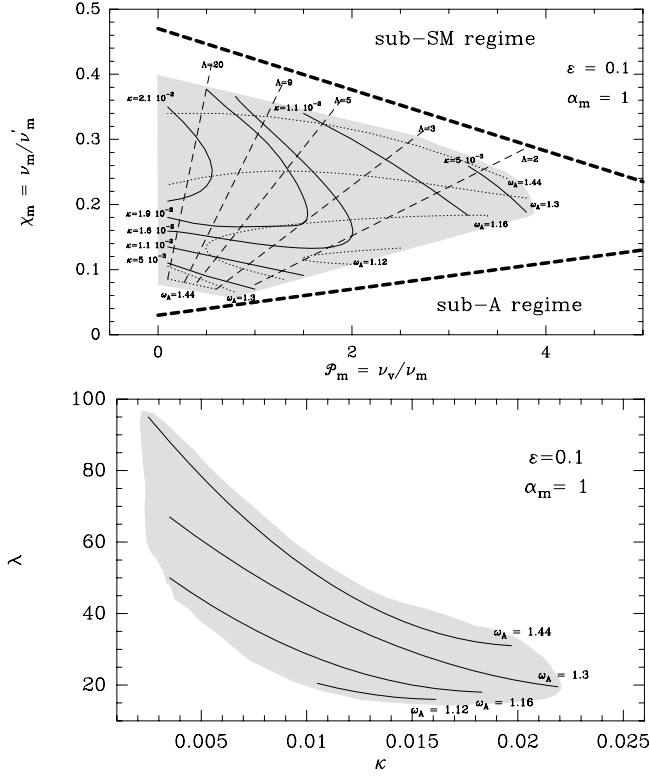 0.5
0.4
0.3
0.2
0.1
0
sub−SM regime
ε = 0.1
α_m = 1
Λ=20
Λ=9
Λ=5
Λ=3
Λ=2
κ=2.1 10⁻²
κ=1.1 10⁻²
κ=5 10⁻³
ω_A=1.44
ω_A=1.3
ω_A=1.16
κ=1.9 10⁻²
κ=1.6 10⁻²
κ=1.1 10⁻²
κ=5 10⁻³
ω_A=1.12
ω_A=1.44
ω_A=1.3
sub−A regime
χ_m = ν_m/ν'_m
0
2
4
𝒫_m = ν_v/ν_m
100
80
60
40
20
ε=0.1
α_m= 1
λ
ω_A = 1.44
ω_A = 1.3
ω_A = 1.16
ω_A = 1.12
0.005
0.01
0.015
0.02
0.025
κ